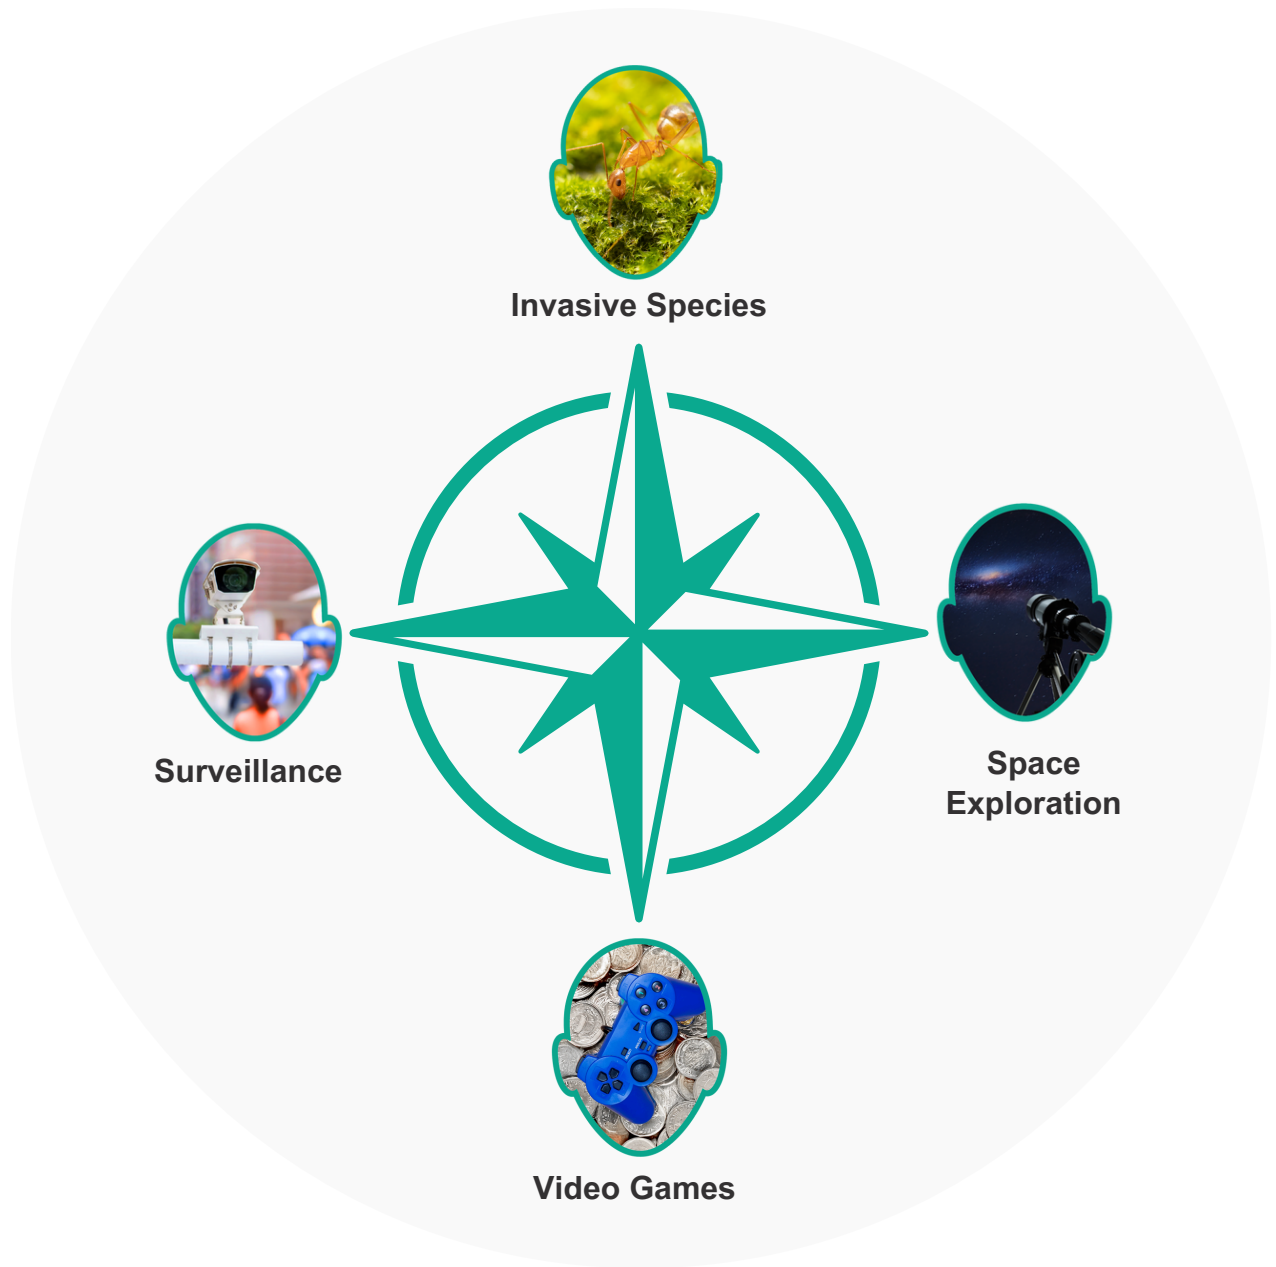 Invasive Species
Surveillance
Space
Exploration
Video Games